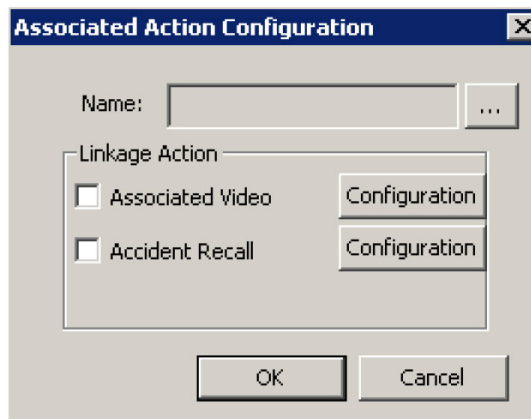 Associated Action Configuration
Name: ...
Linkage Action
Associated Video Configuration
Accident Recall Configuration
OK Cancel